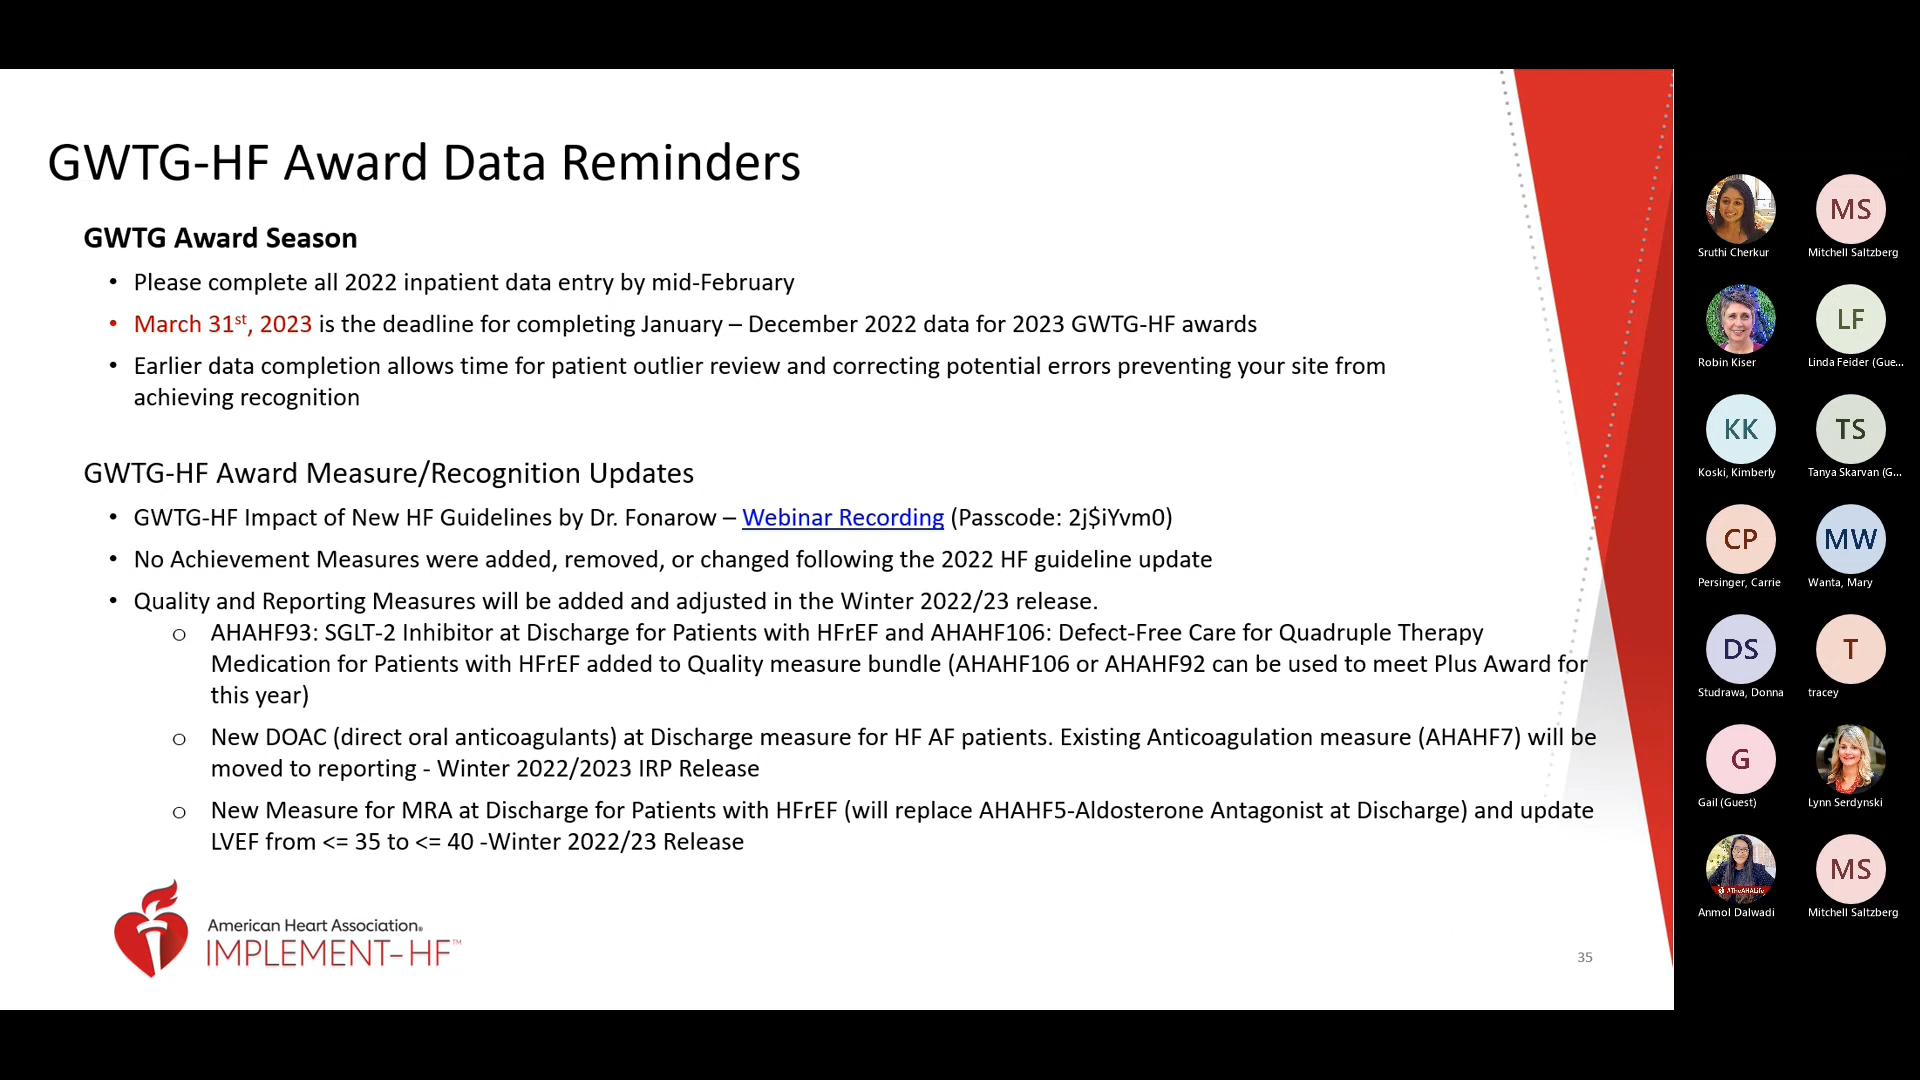 GWTG-HF Award Data Reminders
GWTG Award Season
• Please complete all 2022 inpatient data entry by mid-February
• March 31st, 2023 is the deadline for completing January – December 2022 data for 2023 GWTG-HF awards
• Earlier data completion allows time for patient outlier review and correcting potential errors preventing your site from
achieving recognition
GWTG-HF Award Measure/Recognition Updates
• GWTG-HF Impact of New HF Guidelines by Dr. Fonarow – Webinar Recording (Passcode: 2j$iYvm0)
• No Achievement Measures were added, removed, or changed following the 2022 HF guideline update
• Quality and Reporting Measures will be added and adjusted in the Winter 2022/23 release.
o AHAHF93: SGLT-2 Inhibitor at Discharge for Patients with HFrEF and AHAHF106: Defect-Free Care for Quadruple Therapy
Medication for Patients with HFrEF added to Quality measure bundle (AHAHF106 or AHAHF92 can be used to meet Plus Award for
this year)
o New DOAC (direct oral anticoagulants) at Discharge measure for HF AF patients. Existing Anticoagulation measure (AHAHF7) will be
moved to reporting - Winter 2022/2023 IRP Release
o New Measure for MRA at Discharge for Patients with HFrEF (will replace AHAHF5-Aldosterone Antagonist at Discharge) and update
LVEF from <= 35 to <= 40 -Winter 2022/23 Release
American Heart Association®
IMPLEMENT-HF™
35
MS
Sruthi Cherkur
Mitchell Saltzberg
LF
Robin Kiser
Linda Feider (Gue...
KK
TS
Koski, Kimberly
Tanya Skarvan (G...
CP
MW
Persinger, Carrie
Wanta, Mary
DS
T
Studrawa, Donna
tracey
G
Gail (Guest)
Lynn Serdynski
#TheAHALife
MS
Anmol Dalwadi
Mitchell Saltzberg